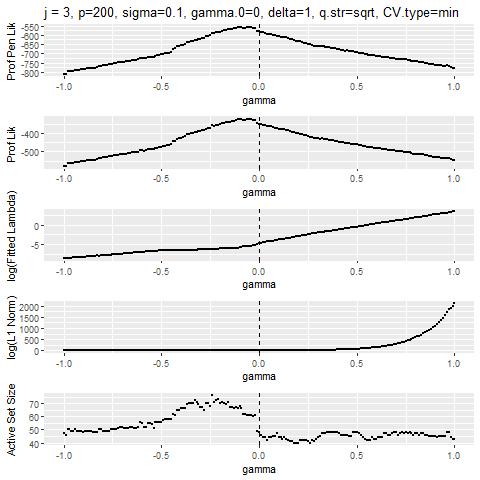 j = 3, p=200, sigma=0.1, gamma.0=0, delta=1, q.str=sqrt, CV.type=min
Prof Pen Lik
-550
-600
-650
-700
-750
-800
-1.0 -0.5 0.0 0.5 1.0
gamma
Prof Lik
-400
-500
-1.0 -0.5 0.0 0.5 1.0
gamma
log(Fitted Lambda)
0
-5
-1.0 -0.5 0.0 0.5 1.0
gamma
log(L1 Norm)
2000
1500
1000
500
0
-1.0 -0.5 0.0 0.5 1.0
gamma
Active Set Size
70
60
50
40
-1.0 -0.5 0.0 0.5 1.0
gamma